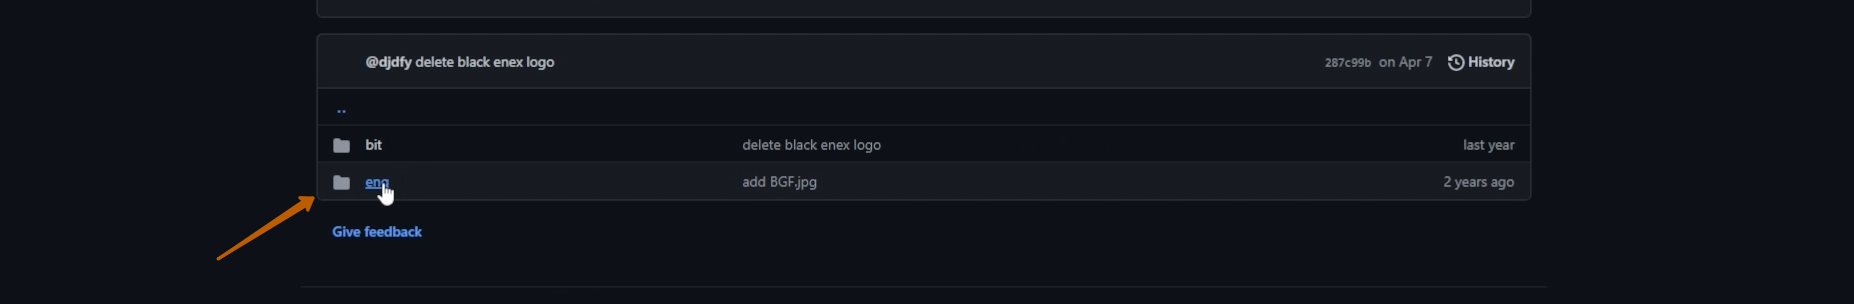 @djdfy delete black enex logo 287c99b on Apr 7 History
..
bit delete black enex logo last year
eng add BGF.jpg 2 years ago
Give feedback